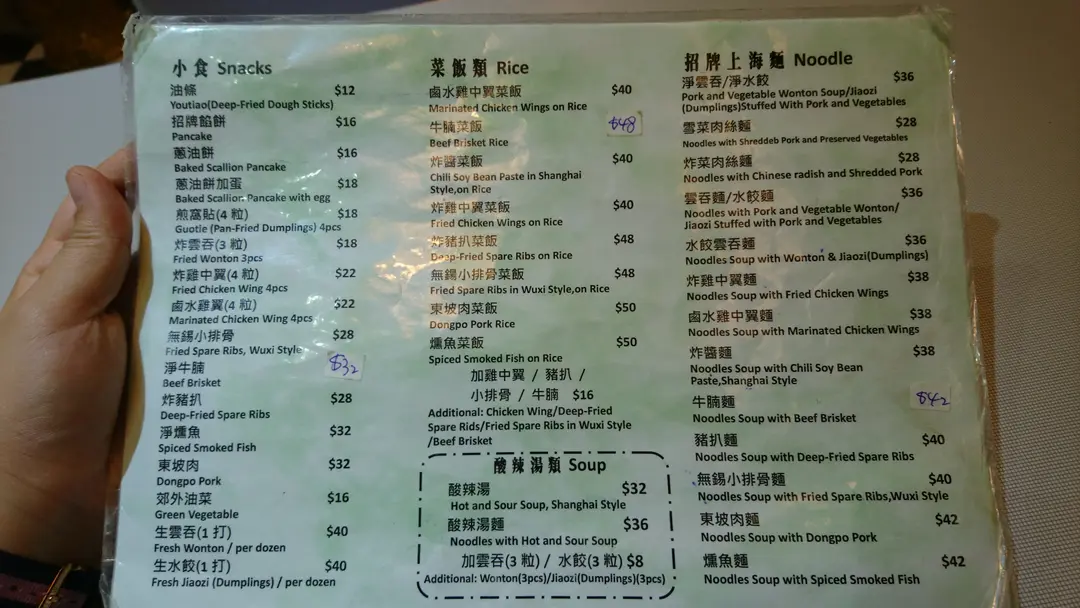 小食 Snacks
油條 $12
Youtiao(Deep-Fried Dough Sticks)
招牌餡餅 $16
Pancake
蔥油餅 $16
Baked Scallion Pancake
蔥油餅加蛋 $18
Baked Scallion Pancake with egg
煎窩貼(4 粒) $18
Guotie (Pan-Fried Dumplings) 4pcs
炸雲吞(3 粒) $18
Fried Wonton 3pcs
炸雞中翼(4 粒) $22
Fried Chicken Wing 4pcs
鹵水雞翼(4 粒) $22
Marinated Chicken Wing 4pcs
無錫小排骨 $28
Fried Spare Ribs, Wuxi Style
淨牛腩 $32
Beef Brisket
炸豬扒 $28
Deep-Fried Spare Ribs
淨燻魚 $32
Spiced Smoked Fish
東坡肉 $32
Dongpo Pork
郊外油菜 $16
Green Vegetable
生雲吞(1 打) $40
Fresh Wonton / per dozen
生水餃(1 打) $40
Fresh Jiaozi (Dumplings) / per dozen
菜飯類 Rice
鹵水雞中翼菜飯 $40
Marinated Chicken Wings on Rice
牛腩菜飯 $48
Beef Brisket Rice
炸醬菜飯 $40
Chili Soy Bean Paste in Shanghai
Style,on Rice
炸雞中翼菜飯 $40
Fried Chicken Wings on Rice
炸豬扒菜飯 $48
Deep-Fried Spare Ribs on Rice
無錫小排骨菜飯 $48
Fried Spare Ribs in Wuxi Style,on Rice
東坡肉菜飯 $50
Dongpo Pork Rice
燻魚菜飯 $50
Spiced Smoked Fish on Rice
加雞中翼 / 豬扒 /
小排骨 / 牛腩 $16
Additional: Chicken Wing/Deep-Fried
Spare Rids/Fried Spare Ribs in Wuxi Style
/Beef Brisket
酸辣湯類 Soup
酸辣湯 $32
Hot and Sour Soup, Shanghai Style
酸辣湯麵 $36
Noodles with Hot and Sour Soup
加雲吞(3 粒) / 水餃(3 粒) $8
Additional: Wonton(3pcs)/Jiaozi(Dumplings)(3pcs)
招牌上海麵 Noodle
淨雲吞/淨水餃 $36
Pork and Vegetable Wonton Soup/Jiaozi
(Dumplings)Stuffed With Pork and Vegetables
雪菜肉絲麵 $28
Noodles with Shreddeb Pork and Preserved Vegetables
炸菜肉絲麵 $28
Noodles with Chinese radish and Shredded Pork
雲吞麵/水餃麵 $36
Noodles with Pork and Vegetable Wonton/
Jiaozi Stuffed with Pork and Vegetables
水餃雲吞麵 $36
Noodles Soup with Wonton & Jiaozi(Dumplings)
炸雞中翼麵 $38
Noodles Soup with Fried Chicken Wings
鹵水雞中翼麵 $38
Noodles Soup with Marinated Chicken Wings
炸醬麵 $38
Noodles Soup with Chili Soy Bean
Paste,Shanghai Style
牛腩麵 $42
Noodles Soup with Beef Brisket
豬扒麵 $40
Noodles Soup with Deep-Fried Spare Ribs
無錫小排骨麵 $40
Noodles Soup with Fried Spare Ribs,Wuxi Style
東坡肉麵 $42
Noodles Soup with Dongpo Pork
燻魚麵 $42
Noodles Soup with Spiced Smoked Fish